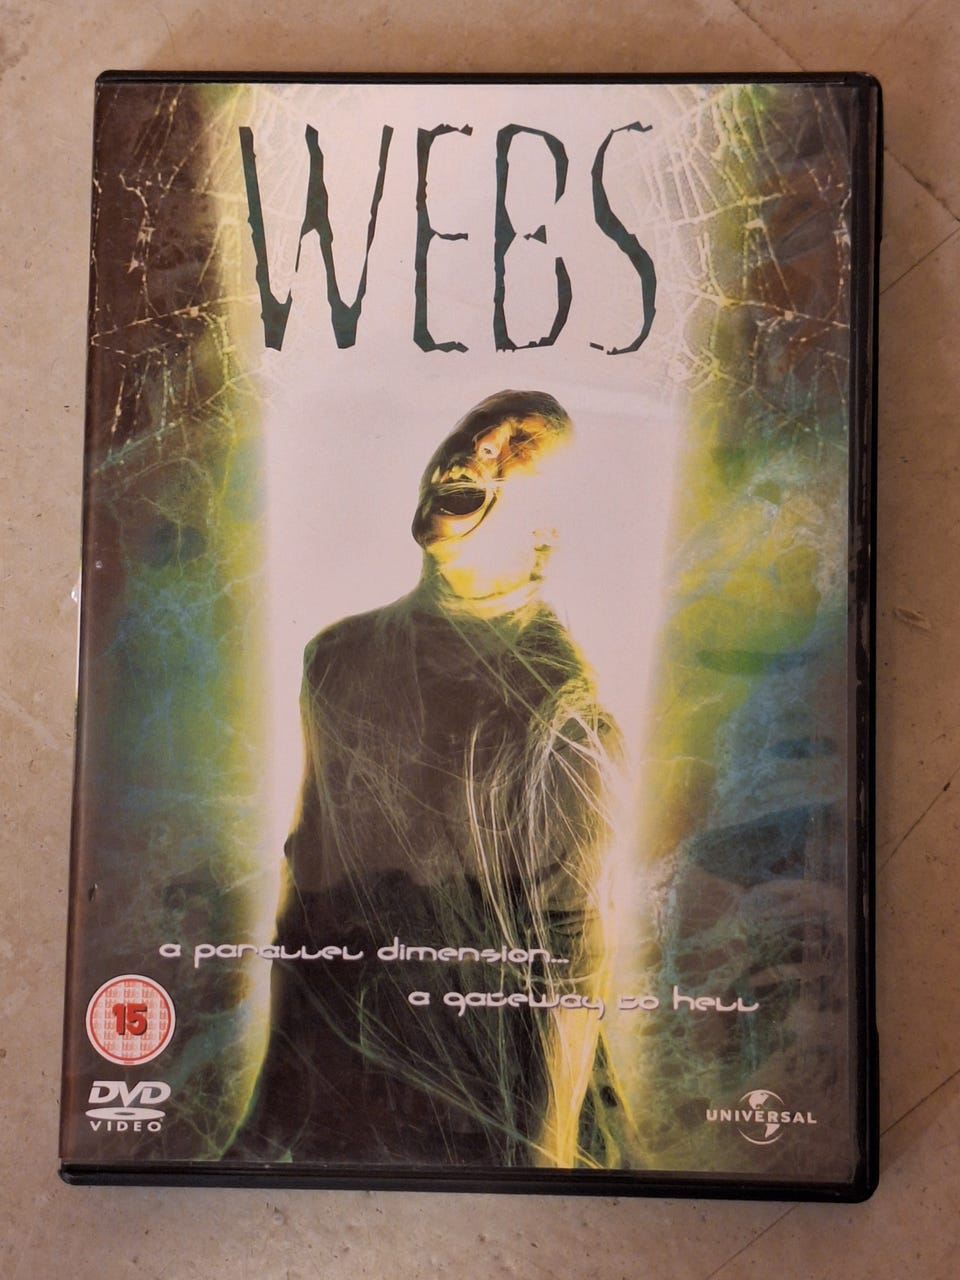 WEBS
a parallel dimension...
a gateway to hell
15
DVD
VIDEO
UNIVERSAL